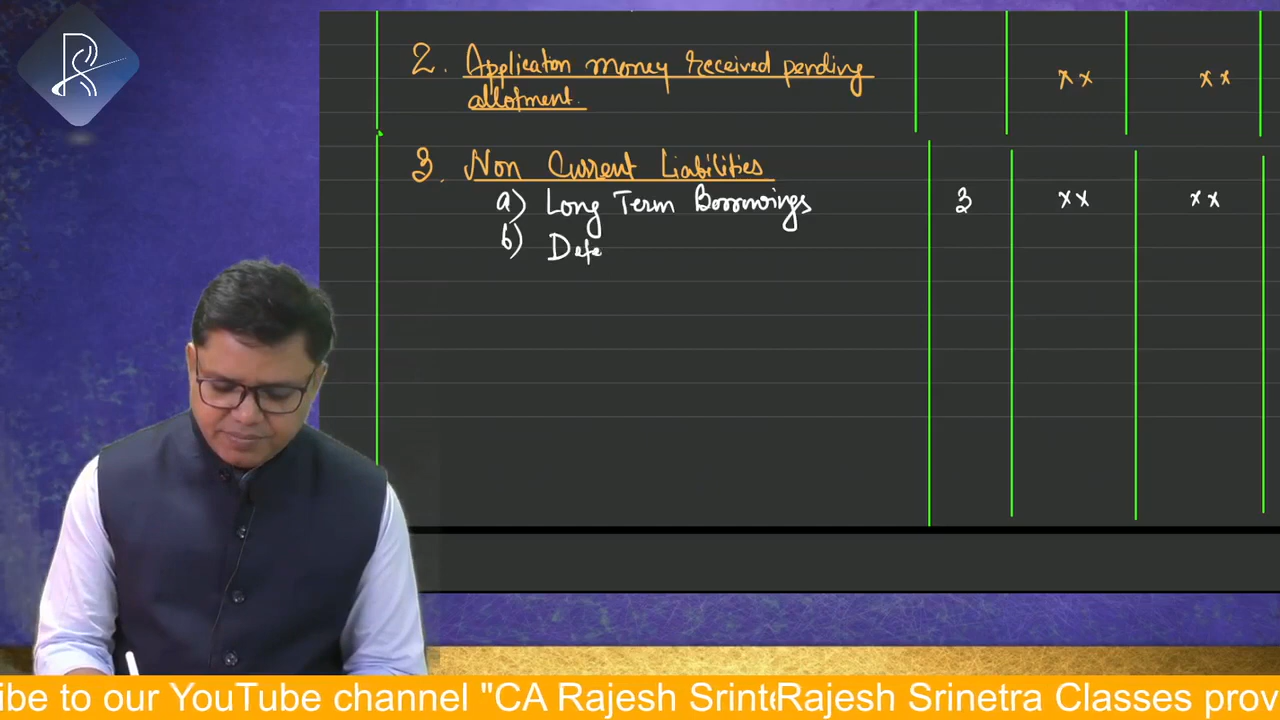 2. Application money received pending xx xx
allotment.
3. Non Current Liabilities
a) Long Term Borrowings 3 xx xx
b) Defe
ibe to our YouTube channel "CA Rajesh Srint Rajesh Srinetra Classes prov